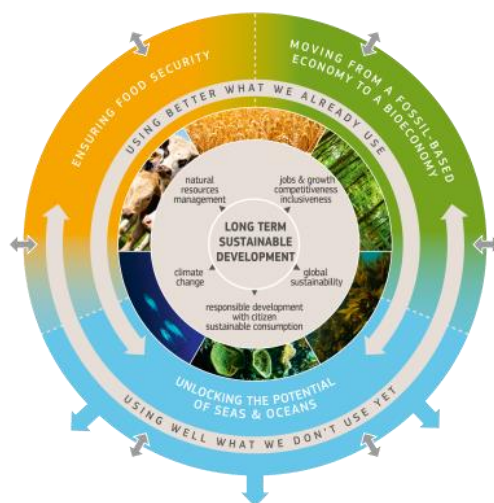 ENSURING FOOD SECURITY
MOVING FROM A FOSSIL-BASED
ECONOMY TO A BIOECONOMY
USING BETTER WHAT WE ALREADY USE
natural
resources
management
jobs & growth
competitiveness
inclusiveness
LONG TERM
SUSTAINABLE
DEVELOPMENT
climate
change
global
sustainability
responsible development
with citizen
sustainable consumption
UNLOCKING THE POTENTIAL
OF SEAS & OCEANS
USING WELL WHAT WE DON'T USE YET